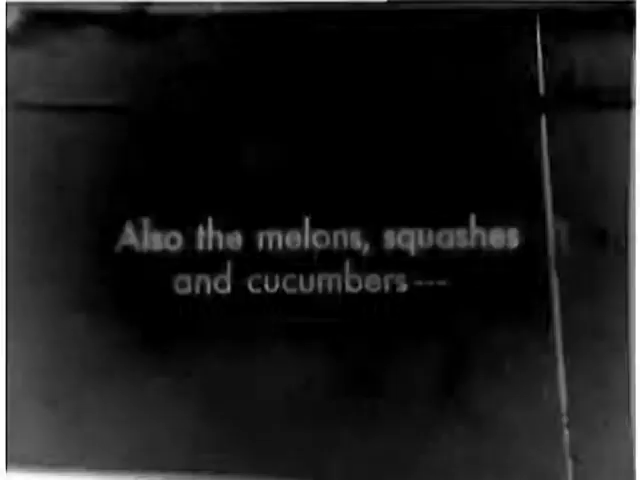 Also the melons, squashes
and cucumbers---